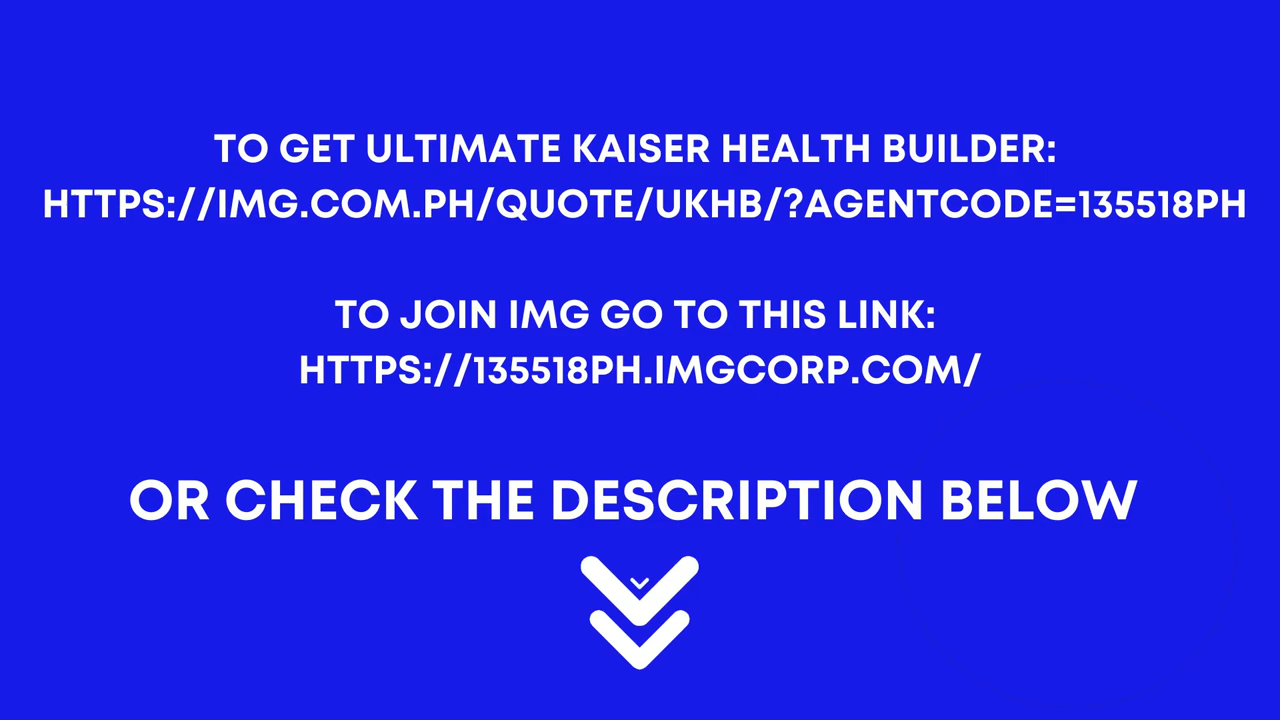 TO GET ULTIMATE KAISER HEALTH BUILDER:
HTTPS://IMG.COM.PH/QUOTE/UKHB/?AGENTCODE=135518PH
TO JOIN IMG GO TO THIS LINK:
HTTPS://135518PH.IMGCORP.COM/
OR CHECK THE DESCRIPTION BELOW